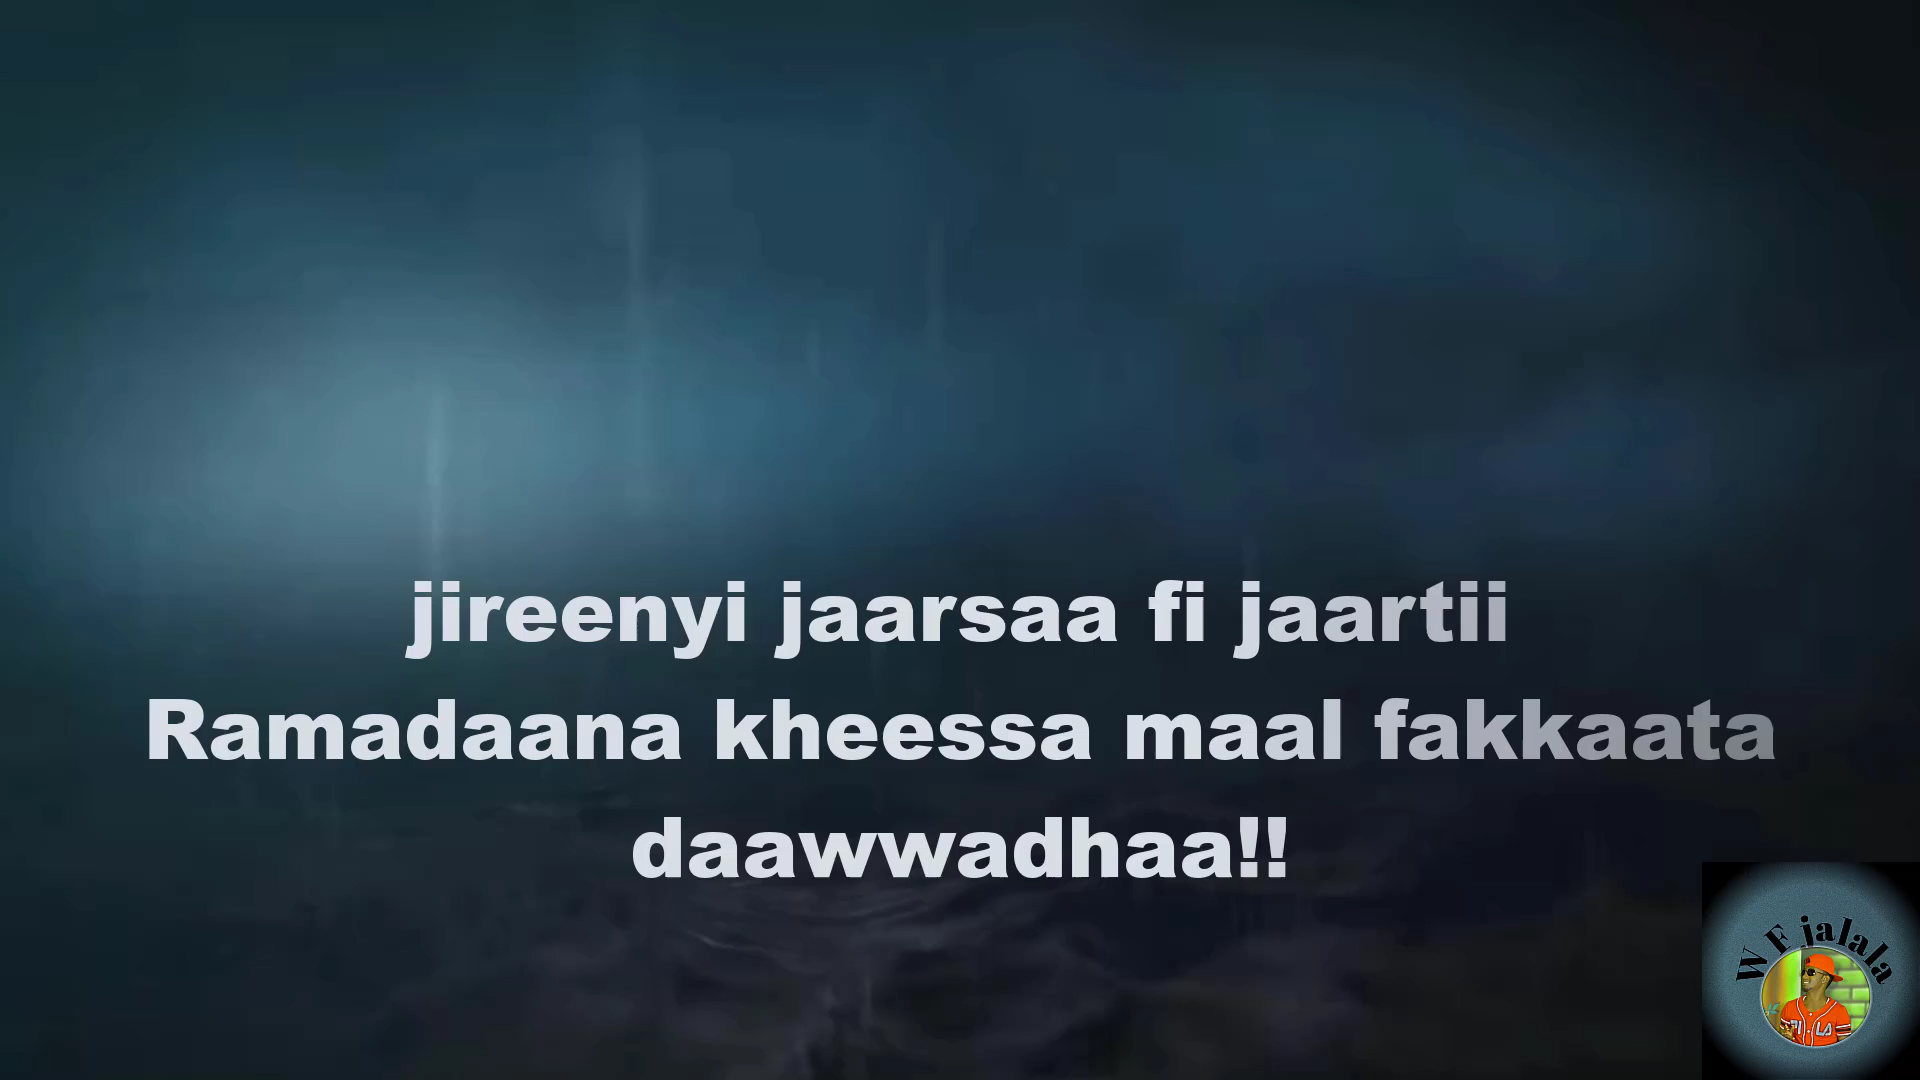 jireenyi jaarsaa fi jaartii
Ramadaana kheessa maal fakkaata
daawwadhaa!!
W F jalala